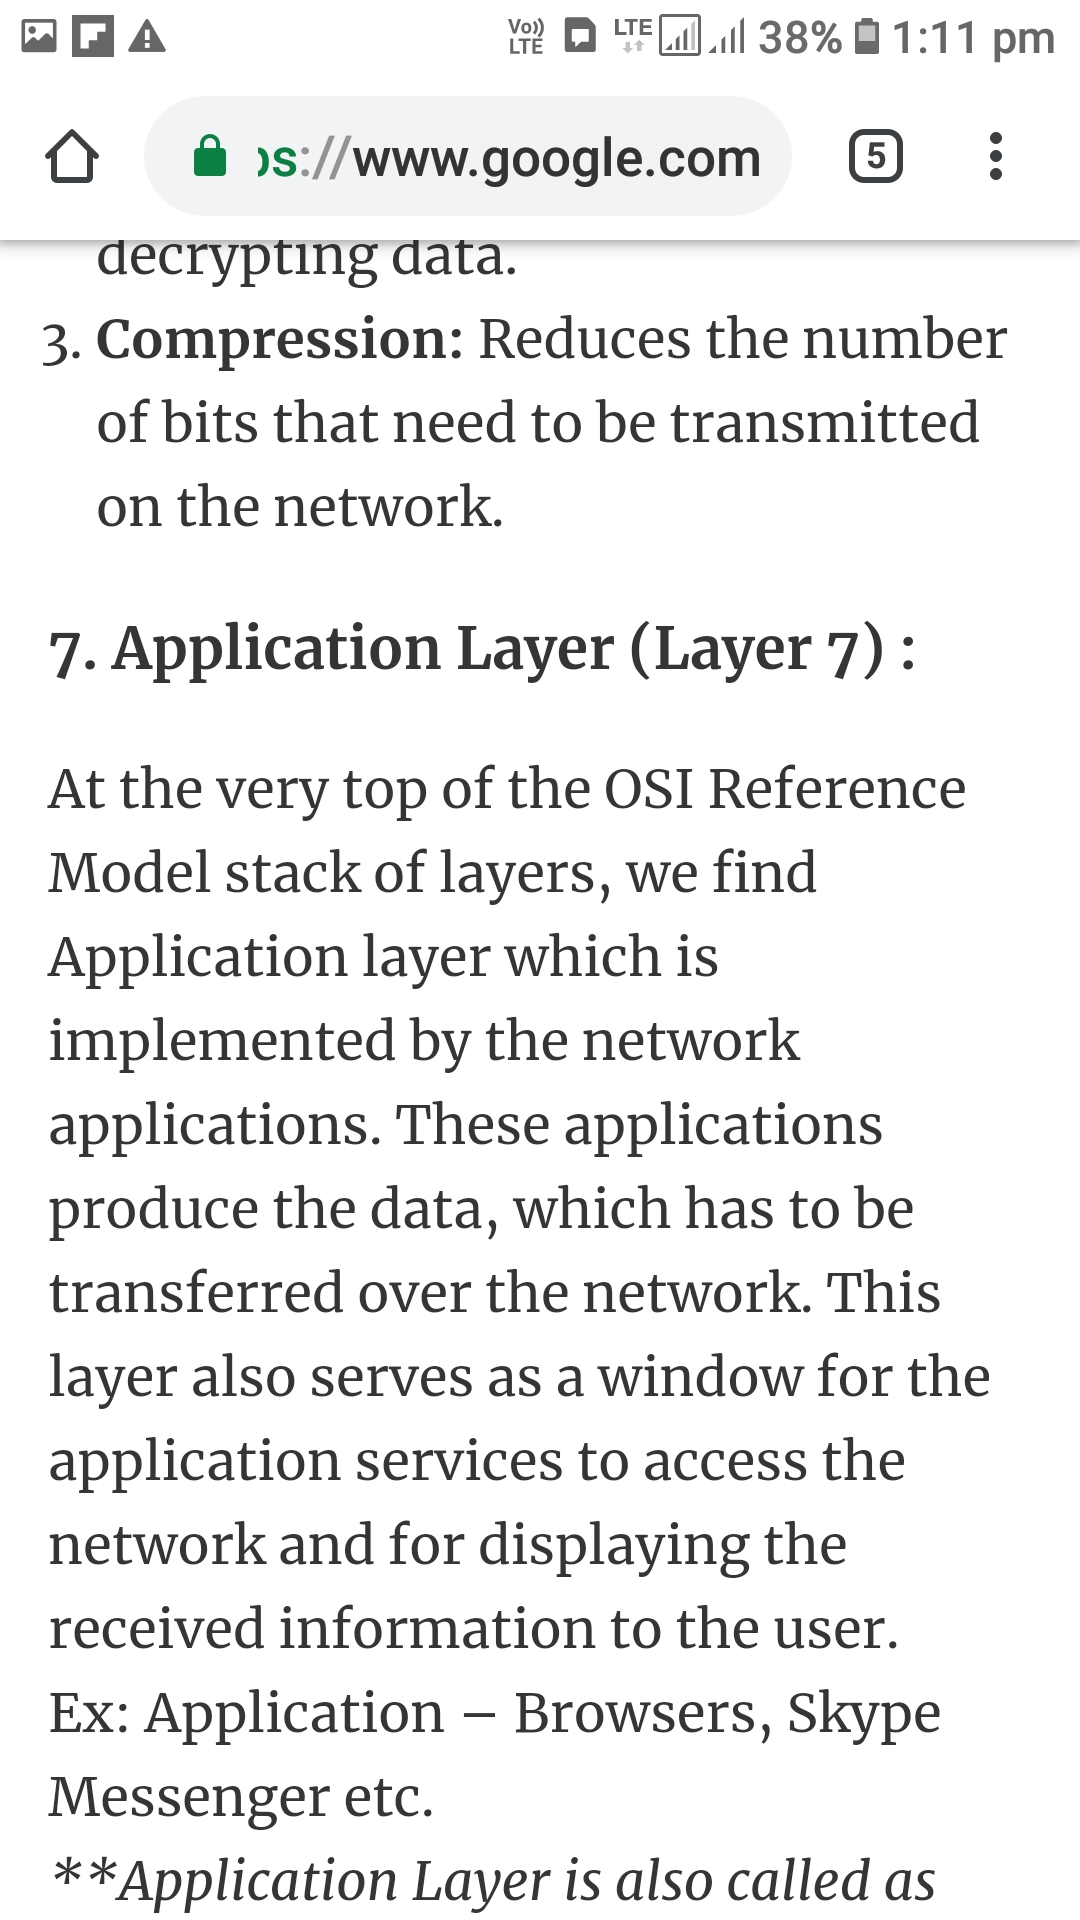 Vo)) LTE LTE 38% 1:11 pm
ps://www.google.com 5
decrypting data.
3. Compression: Reduces the number
of bits that need to be transmitted
on the network.
7. Application Layer (Layer 7) :
At the very top of the OSI Reference
Model stack of layers, we find
Application layer which is
implemented by the network
applications. These applications
produce the data, which has to be
transferred over the network. This
layer also serves as a window for the
application services to access the
network and for displaying the
received information to the user.
Ex: Application – Browsers, Skype
Messenger etc.
**Application Layer is also called as